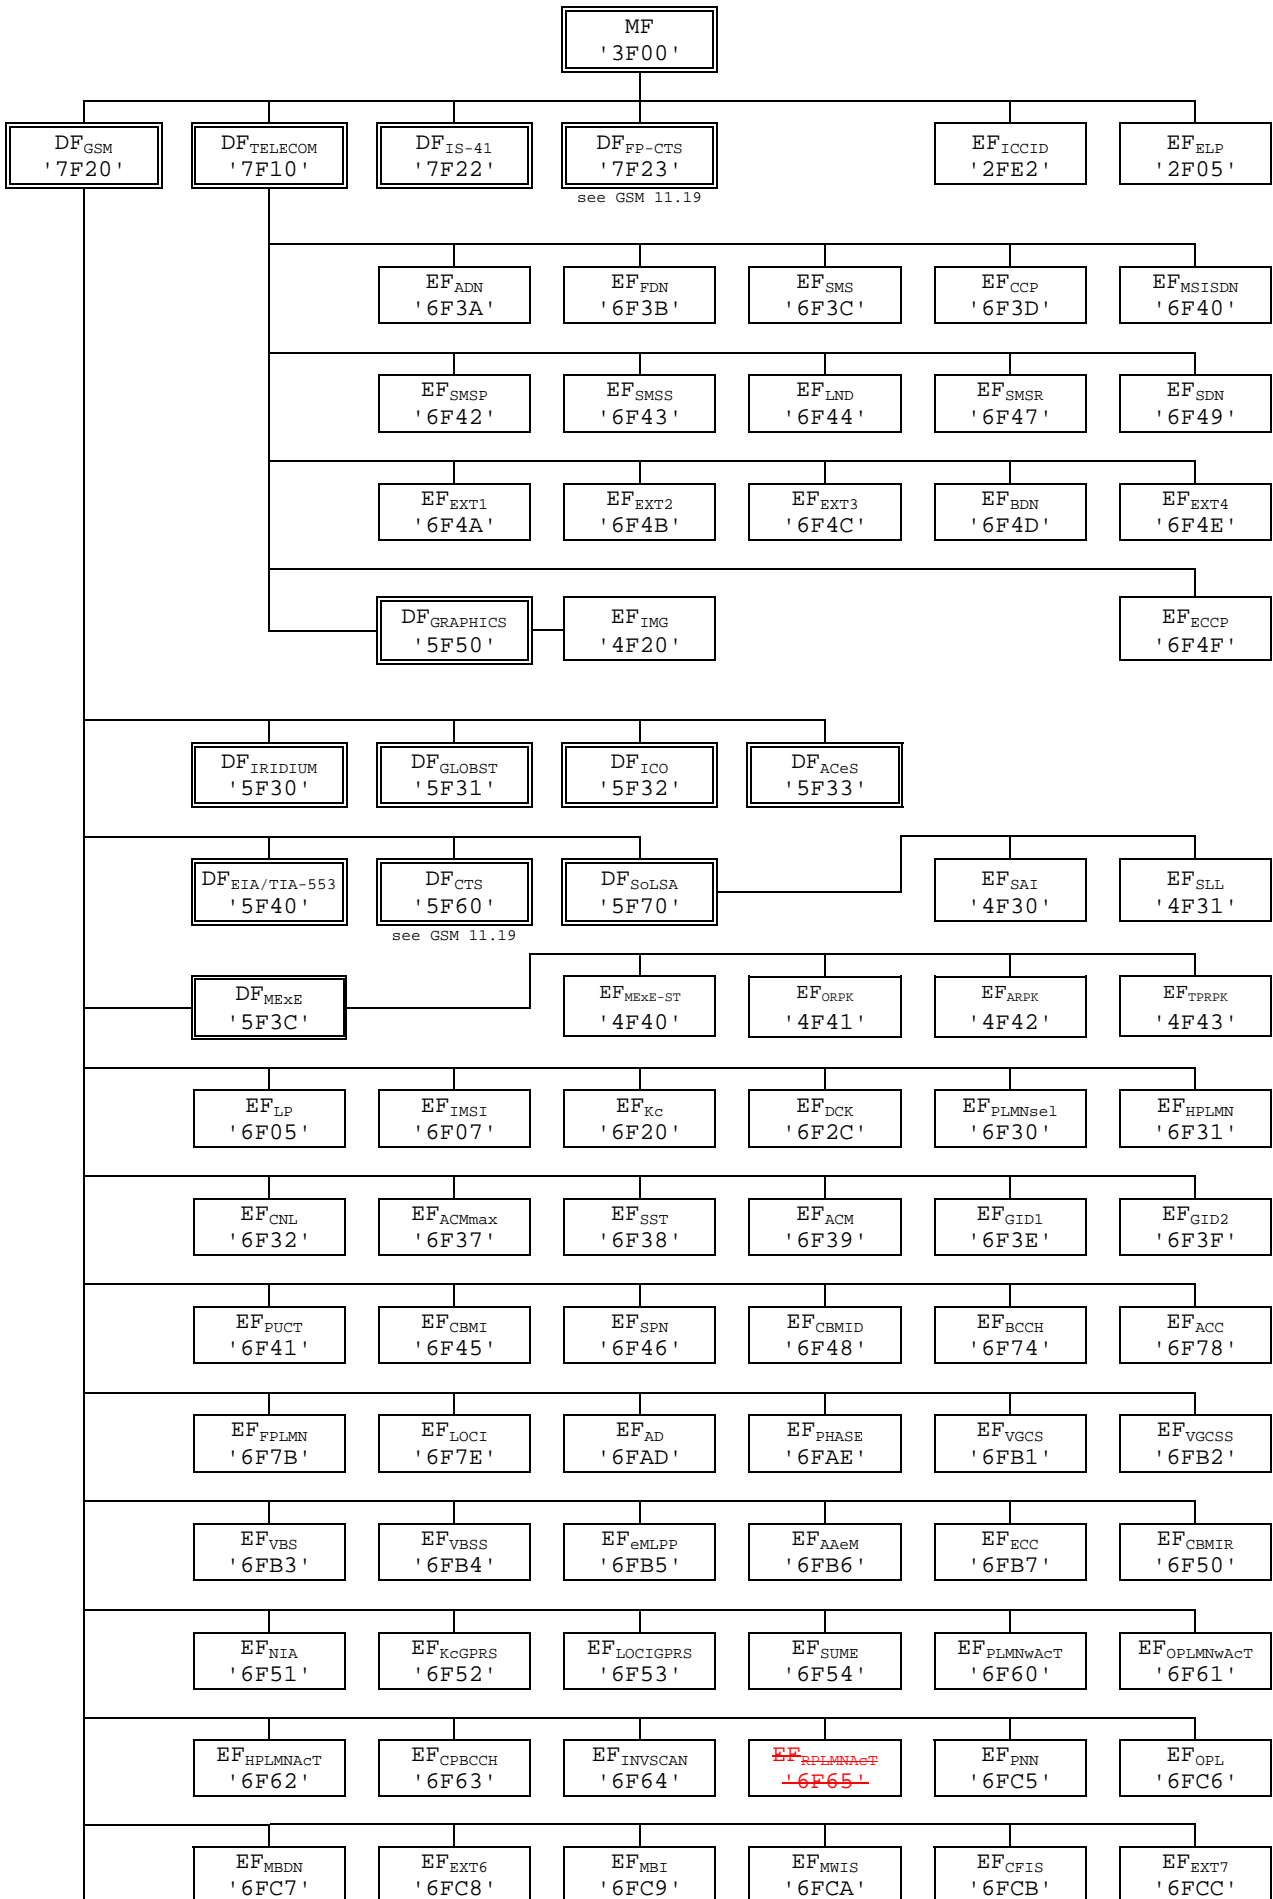 MF
'3F00'
DFGSM DFTELECOM DFIS-41 DFFP-CTS EFICCID EFELP
'7F20' '7F10' '7F22' '7F23' '2FE2' '2F05'
see GSM 11.19
EFADN EFFDN EFSMS EFCCP EFMSISDN
'6F3A' '6F3B' '6F3C' '6F3D' '6F40'
EFSMSP EFSMSS EFLND EFSMSR EFSDN
'6F42' '6F43' '6F44' '6F47' '6F49'
EFEXT1 EFEXT2 EFEXT3 EFBDN EFEXT4
'6F4A' '6F4B' '6F4C' '6F4D' '6F4E'
DFGRAPHICS EFIMG EFECCP
'5F50' '4F20' '6F4F'
DFIRIDIUM DFGLOBST DFICO DFACeS
'5F30' '5F31' '5F32' '5F33'
DFEIA/TIA-553 DFCTS DFSoLSA EFSAI EFSLL
'5F40' '5F60' '5F70' '4F30' '4F31'
see GSM 11.19
DFMExE EFMExE-ST EFORPK EFARPK EFTPRPK
'5F3C' '4F40' '4F41' '4F42' '4F43'
EFLP EFIMSI EFKc EFDCK EFPLMNsel EFHPLMN
'6F05' '6F07' '6F20' '6F2C' '6F30' '6F31'
EFCNL EFACMmax EFSST EFACM EFGID1 EFGID2
'6F32' '6F37' '6F38' '6F39' '6F3E' '6F3F'
EFPUCT EFCBMI EFSPN EFCBMID EFBCCH EFACC
'6F41' '6F45' '6F46' '6F48' '6F74' '6F78'
EFFPLMN EFLOCI EFAD EFPHASE EFVGCS EFVGCSS
'6F7B' '6F7E' '6FAD' '6FAE' '6FB1' '6FB2'
EFVBS EFVBSS EFeMLPP EFAAeM EFECC EFCBMIR
'6FB3' '6FB4' '6FB5' '6FB6' '6FB7' '6F50'
EFNIA EFKcGPRS EFLOCIGPRS EFSUME EFPLMNwAcT EFOPLMNwAcT
'6F51' '6F52' '6F53' '6F54' '6F60' '6F61'
EFHPLMNAcT EFCPBCCH EFINVSCAN EFRPLMNAcT EFPNN EFOPL
'6F62' '6F63' '6F64' '6F65' '6FC5' '6FC6'
EFMBDN EFEXT6 EFMBI EFMWIS EFCFIS EFEXT7
'6FC7' '6FC8' '6FC9' '6FCA' '6FCB' '6FCC'